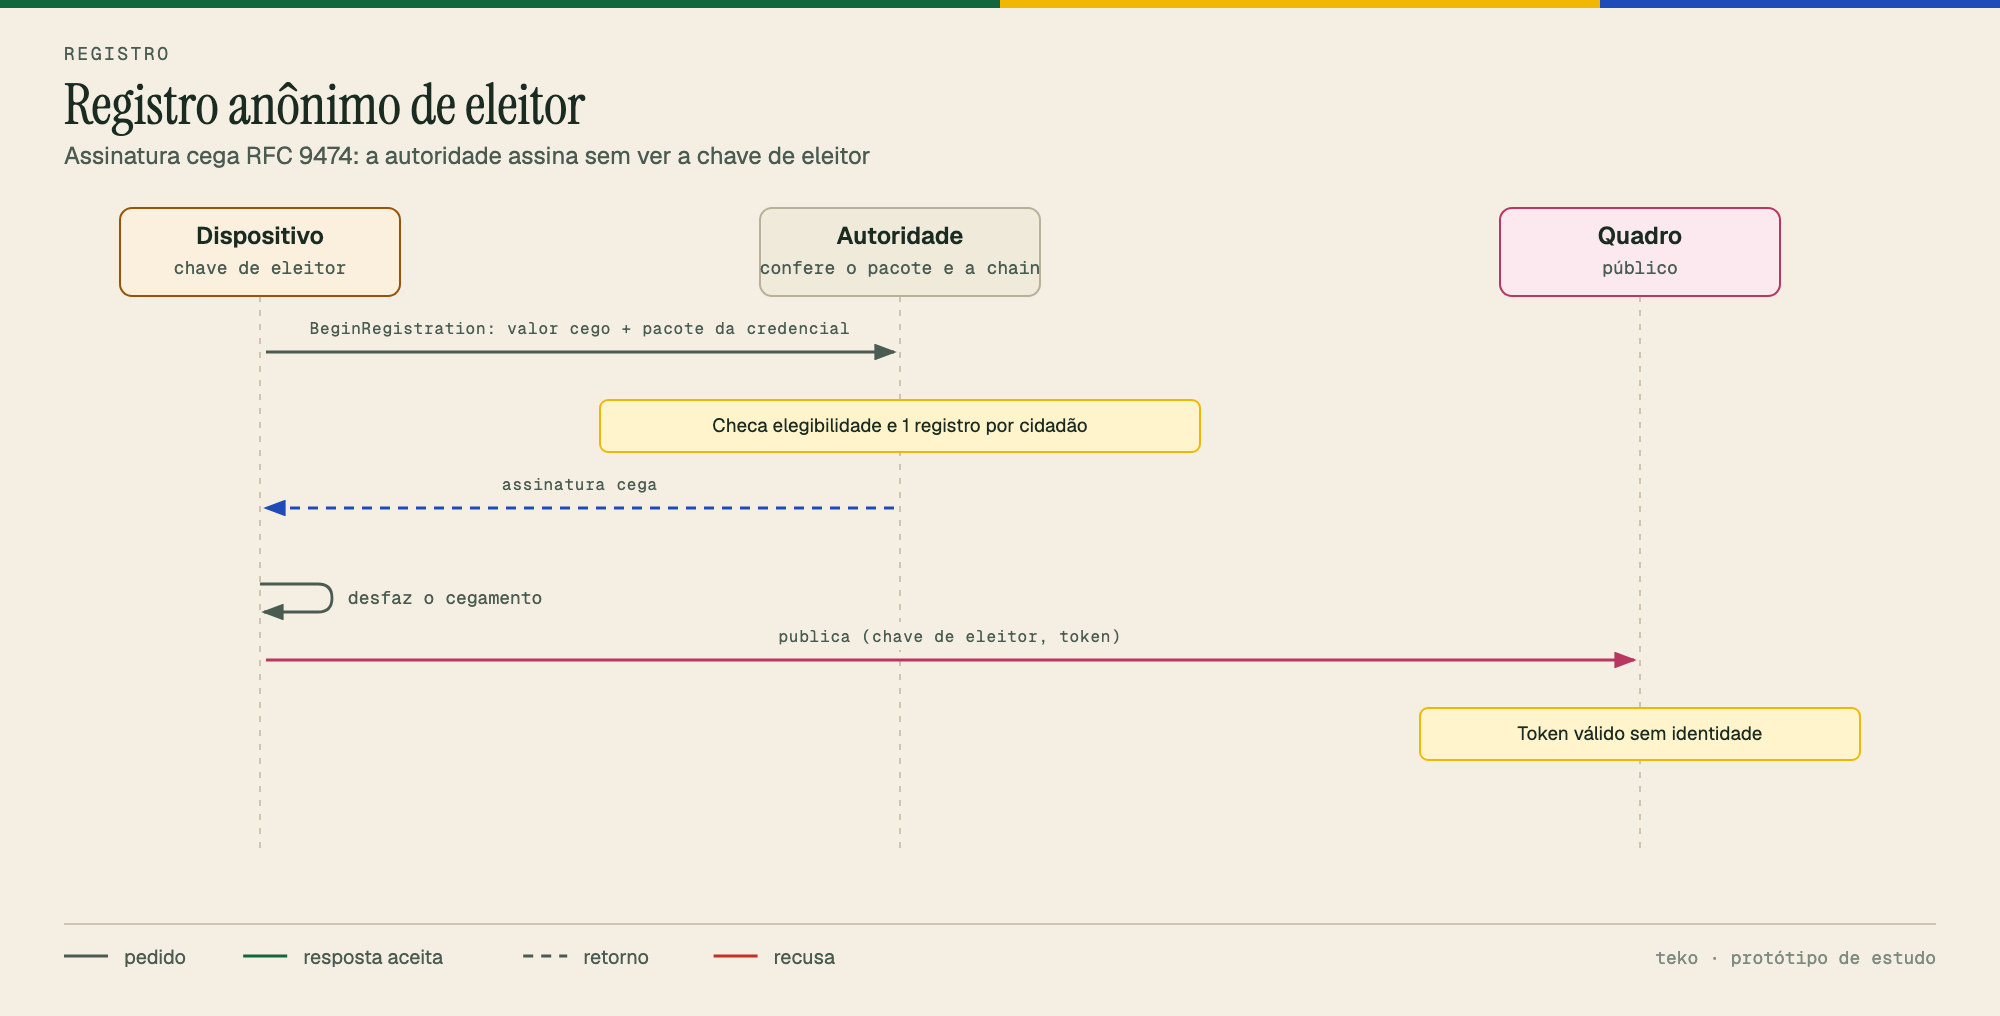 REGISTRO
Registro anônimo de eleitor
Assinatura cega RFC 9474: a autoridade assina sem ver a chave de eleitor
Dispositivo
chave de eleitor
Autoridade
confere o pacote e a chain
Quadro
público
BeginRegistration: valor cego + pacote da credencial
Checa elegibilidade e 1 registro por cidadão
assinatura cega
desfaz o cegamento
publica (chave de eleitor, token)
Token válido sem identidade
pedido
resposta aceita
retorno
recusa
teko · protótipo de estudo